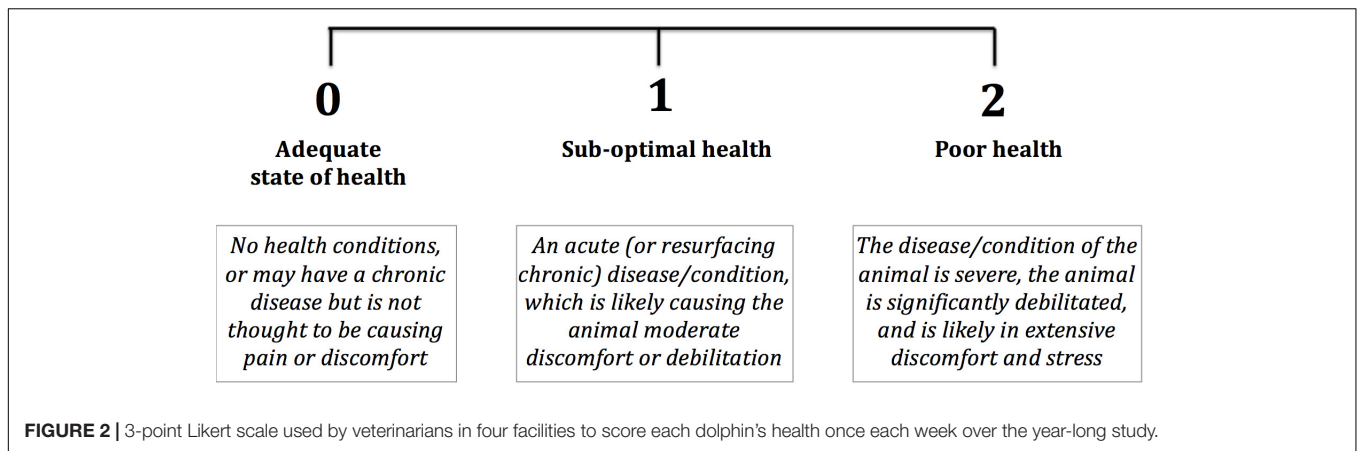 0
1
2
Adequate
state of health
Sub-optimal health
Poor health
No health conditions,
or may have a chronic
disease but is not
thought to be causing
pain or discomfort
An acute (or resurfacing
chronic) disease/condition,
which is likely causing the
animal moderate
discomfort or debilitation
The disease/condition of the
animal is severe, the animal
is significantly debilitated,
and is likely in extensive
discomfort and stress
FIGURE 2 | 3-point Likert scale used by veterinarians in four facilities to score each dolphin's health once each week over the year-long study.